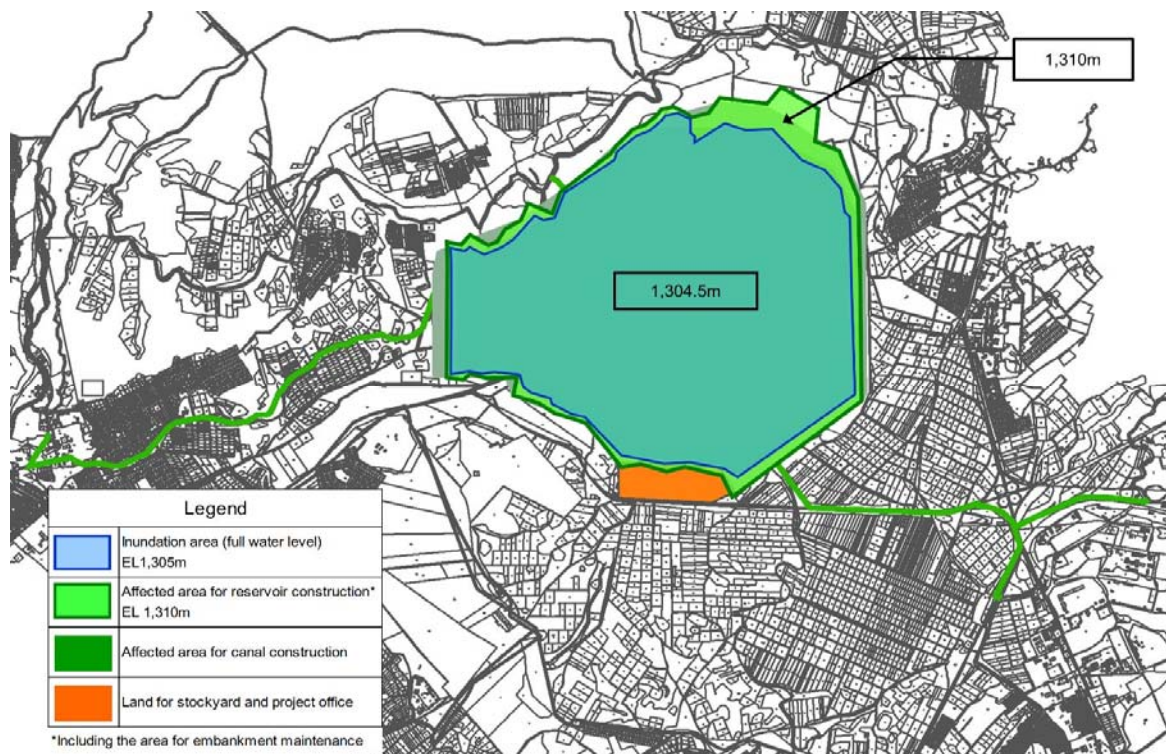 1,310m
1,304.5m
Legend
Inundation area (full water level)
EL1,305m
Affected area for reservoir construction*
EL 1,310m
Affected area for canal construction
Land for stockyard and project office
*Including the area for embankment maintenance